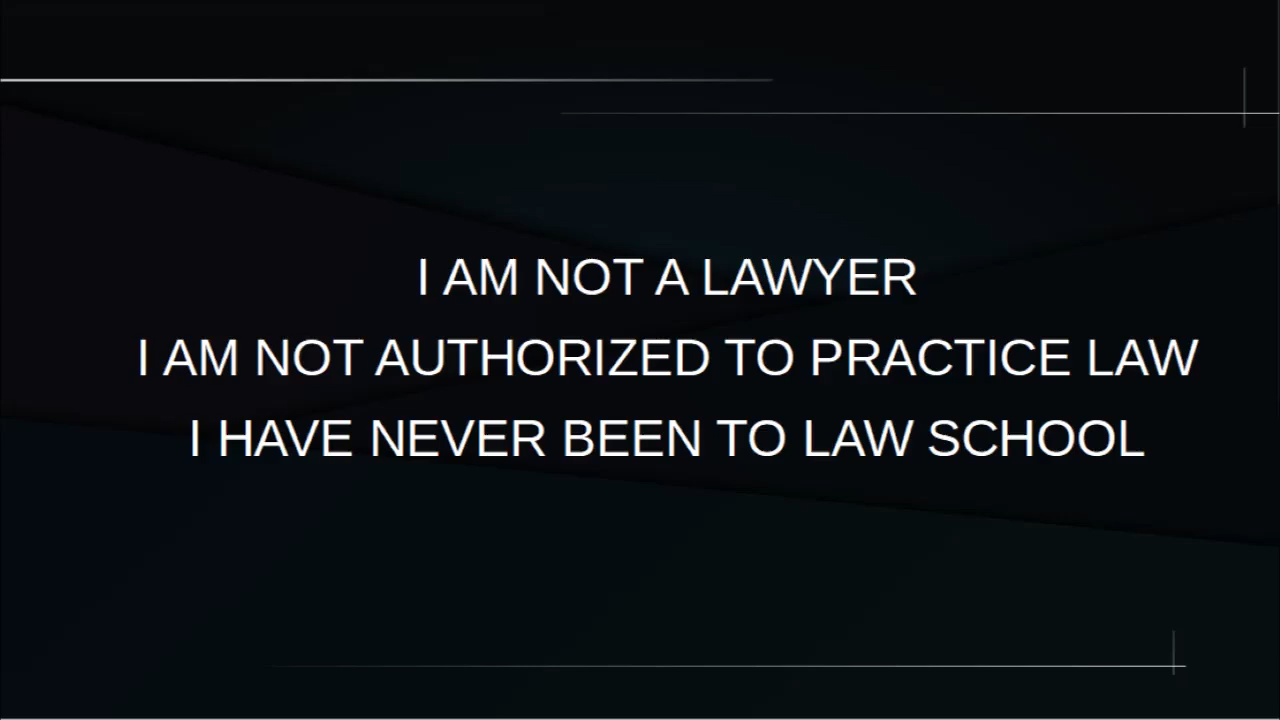 I AM NOT A LAWYER
I AM NOT AUTHORIZED TO PRACTICE LAW
I HAVE NEVER BEEN TO LAW SCHOOL